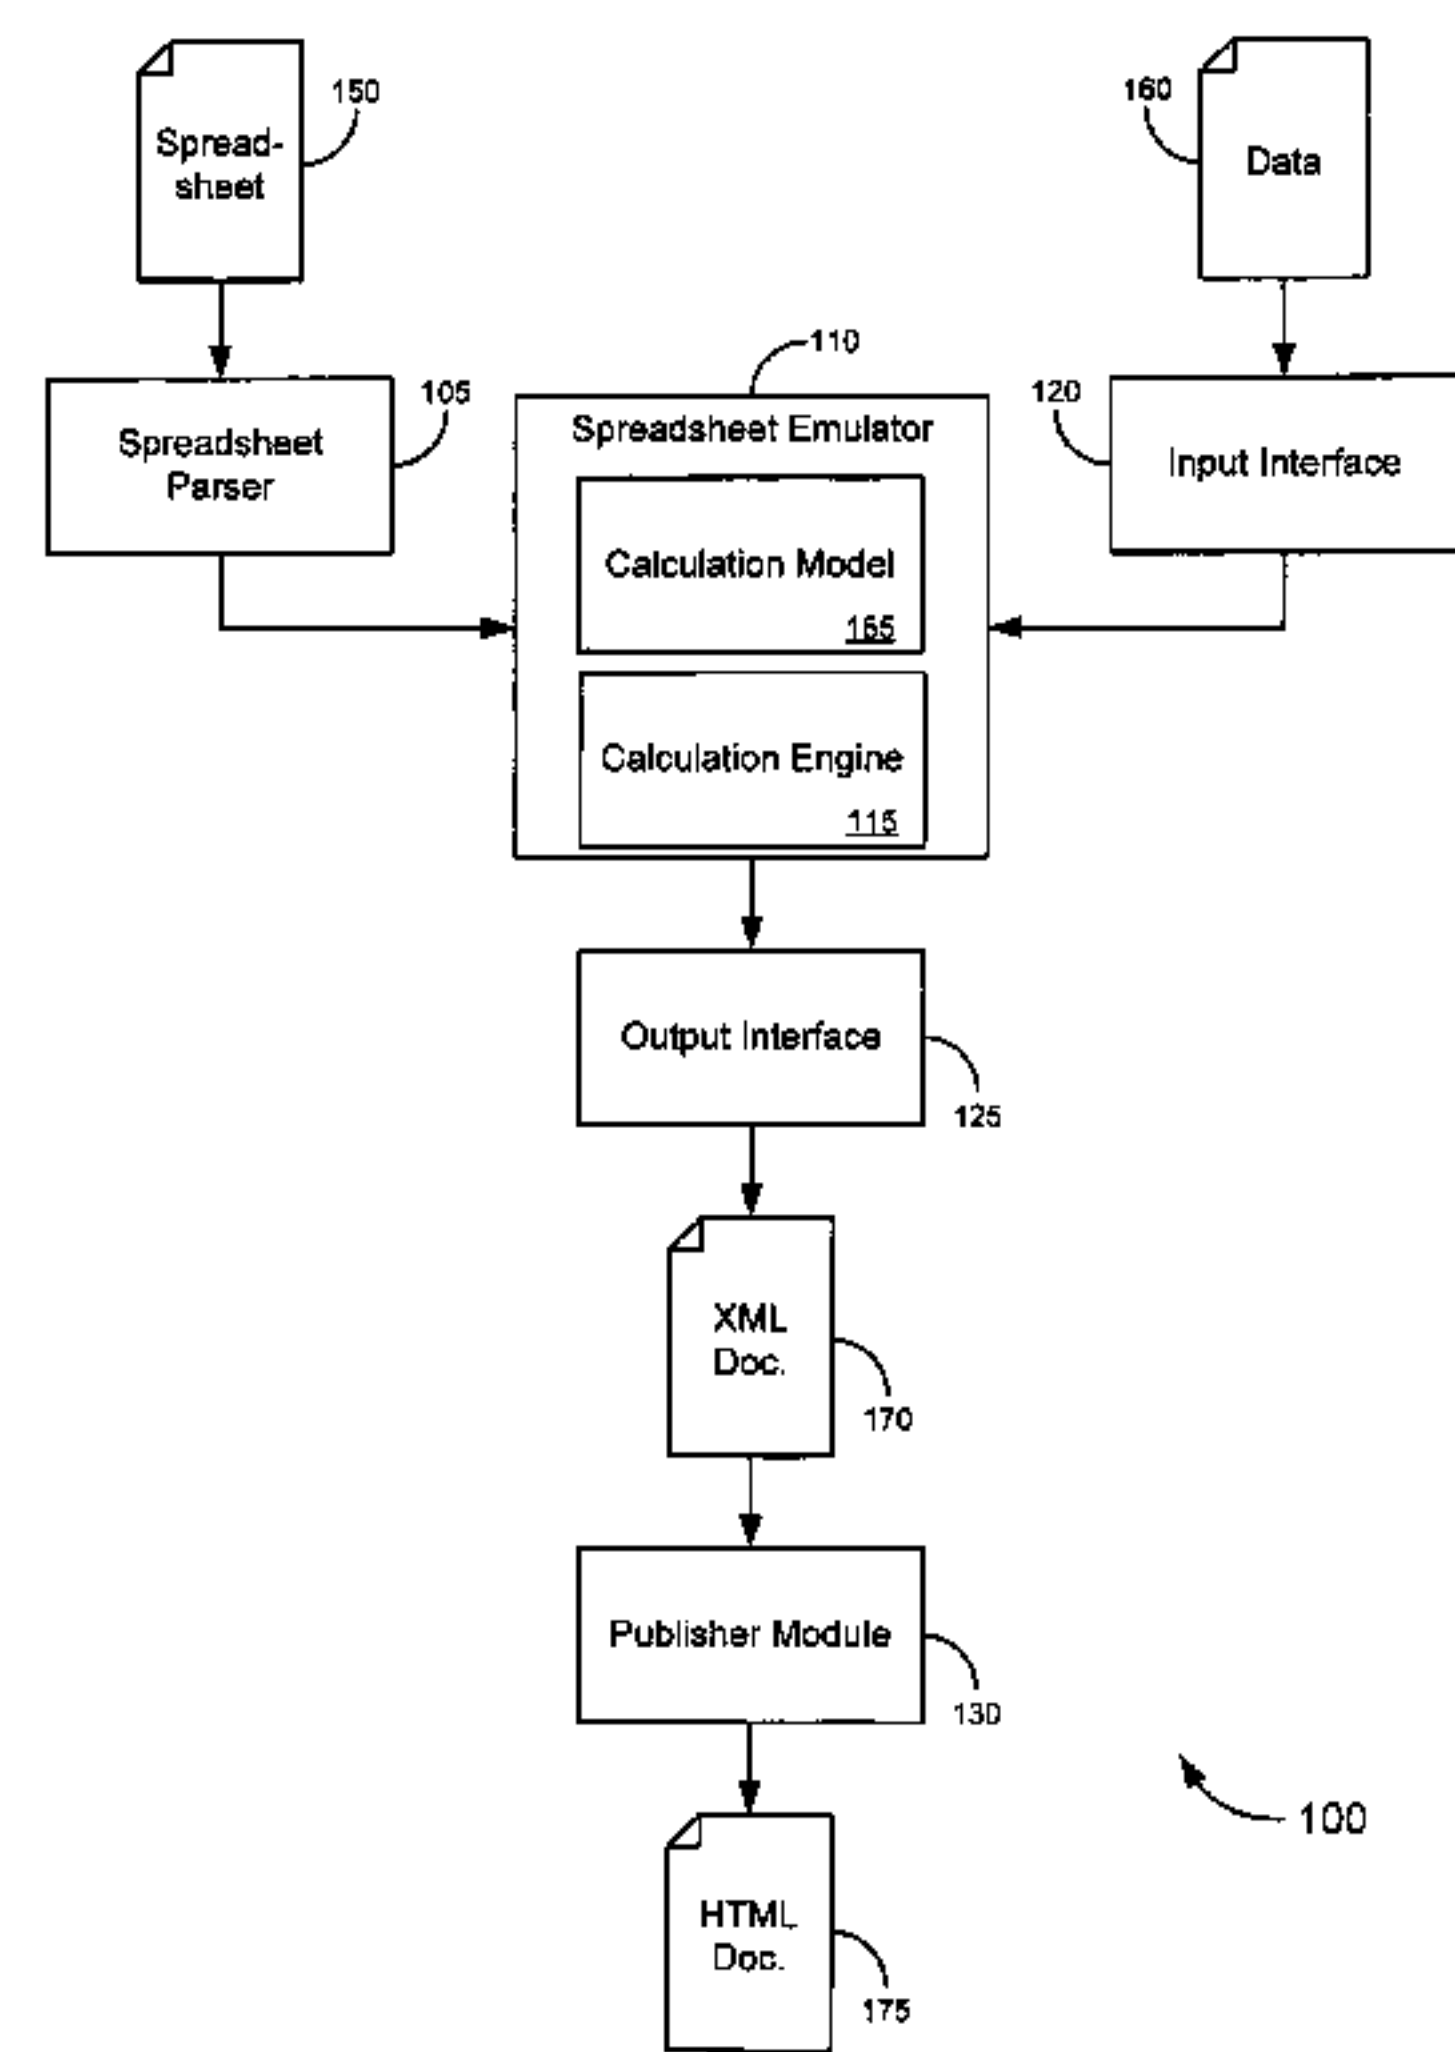 150
Spread-
sheet
160
Data
110
105
Spreadsheet
Parser
Spreadsheet Emulator
120
Input Interface
Calculation Model
165
Calculation Engine
115
Output Interface
125
XML
Doc.
170
Publisher Module
130
100
HTML
Doc.
175